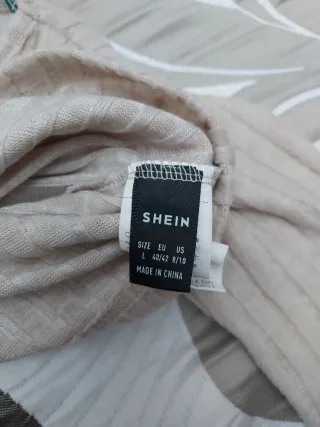 SHEIN
SIZE EU US
L 40/42 8/10
MADE IN CHINA